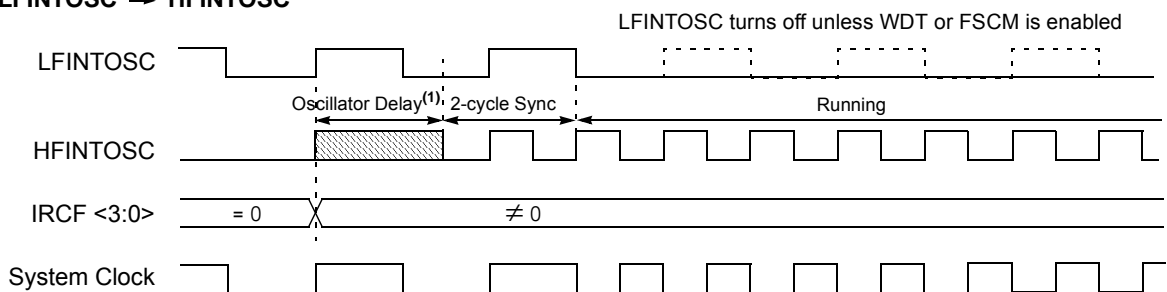 LFINTOSC → HFINTOSC
LFINTOSC turns off unless WDT or FSCM is enabled
LFINTOSC
Oscillator Delay(1) 2-cycle Sync Running
HFINTOSC
IRCF <3:0> = 0 ≠ 0
System Clock